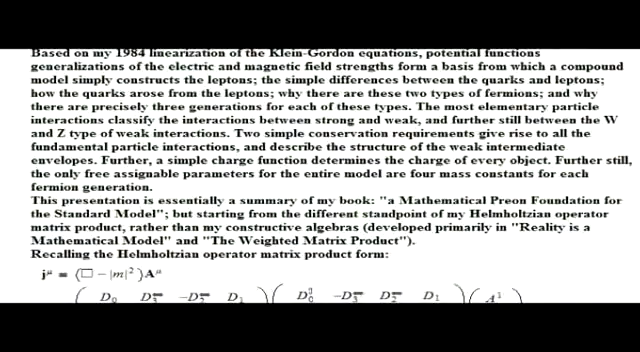 Based on my 1984 linearization of the Klein-Gordon equations, potential functions
generalizations of the electric and magnetic field strengths form a basis from which a compound
model simply constructs the leptons; the simple differences between the quarks and leptons;
how the quarks arose from the leptons; why there are these two types of fermions; and why
there are precisely three generations for each of these types. The most elementary particle
interactions classify the interactions between strong and weak, and further still between the W
and Z type of weak interactions. Two simple conservation requirements give rise to all the
fundamental particle interactions, and describe the structure of the weak intermediate
envelopes. Further, a simple charge function determines the charge of every object. Further still,
the only free assignable parameters for the entire model are four mass constants for each
fermion generation.
This presentation is essentially a summary of my book: "a Mathematical Preon Foundation for
the Standard Model"; but starting from the different standpoint of my Helmholtzian operator
matrix product, rather than my constructive algebras (developed primarily in "Reality is a
Mathematical Model" and "The Weighted Matrix Product").
Recalling the Helmholtzian operator matrix product form:
jᵘ = (□ − |m|²)Aᵘ